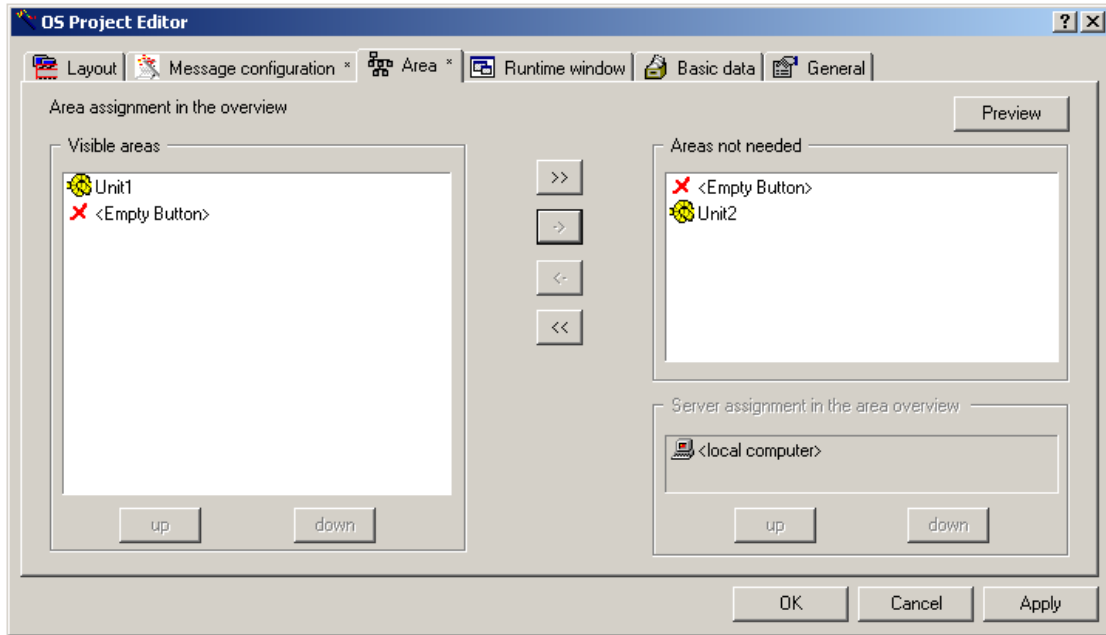 OS Project Editor
Layout Message configuration * Area * Runtime window Basic data General
Area assignment in the overview
Preview
Visible areas
Unit1
<Empty Button>
>>
->
<-
<<
up down
Areas not needed
<Empty Button>
Unit2
Server assignment in the area overview
<local computer>
up down
OK Cancel Apply